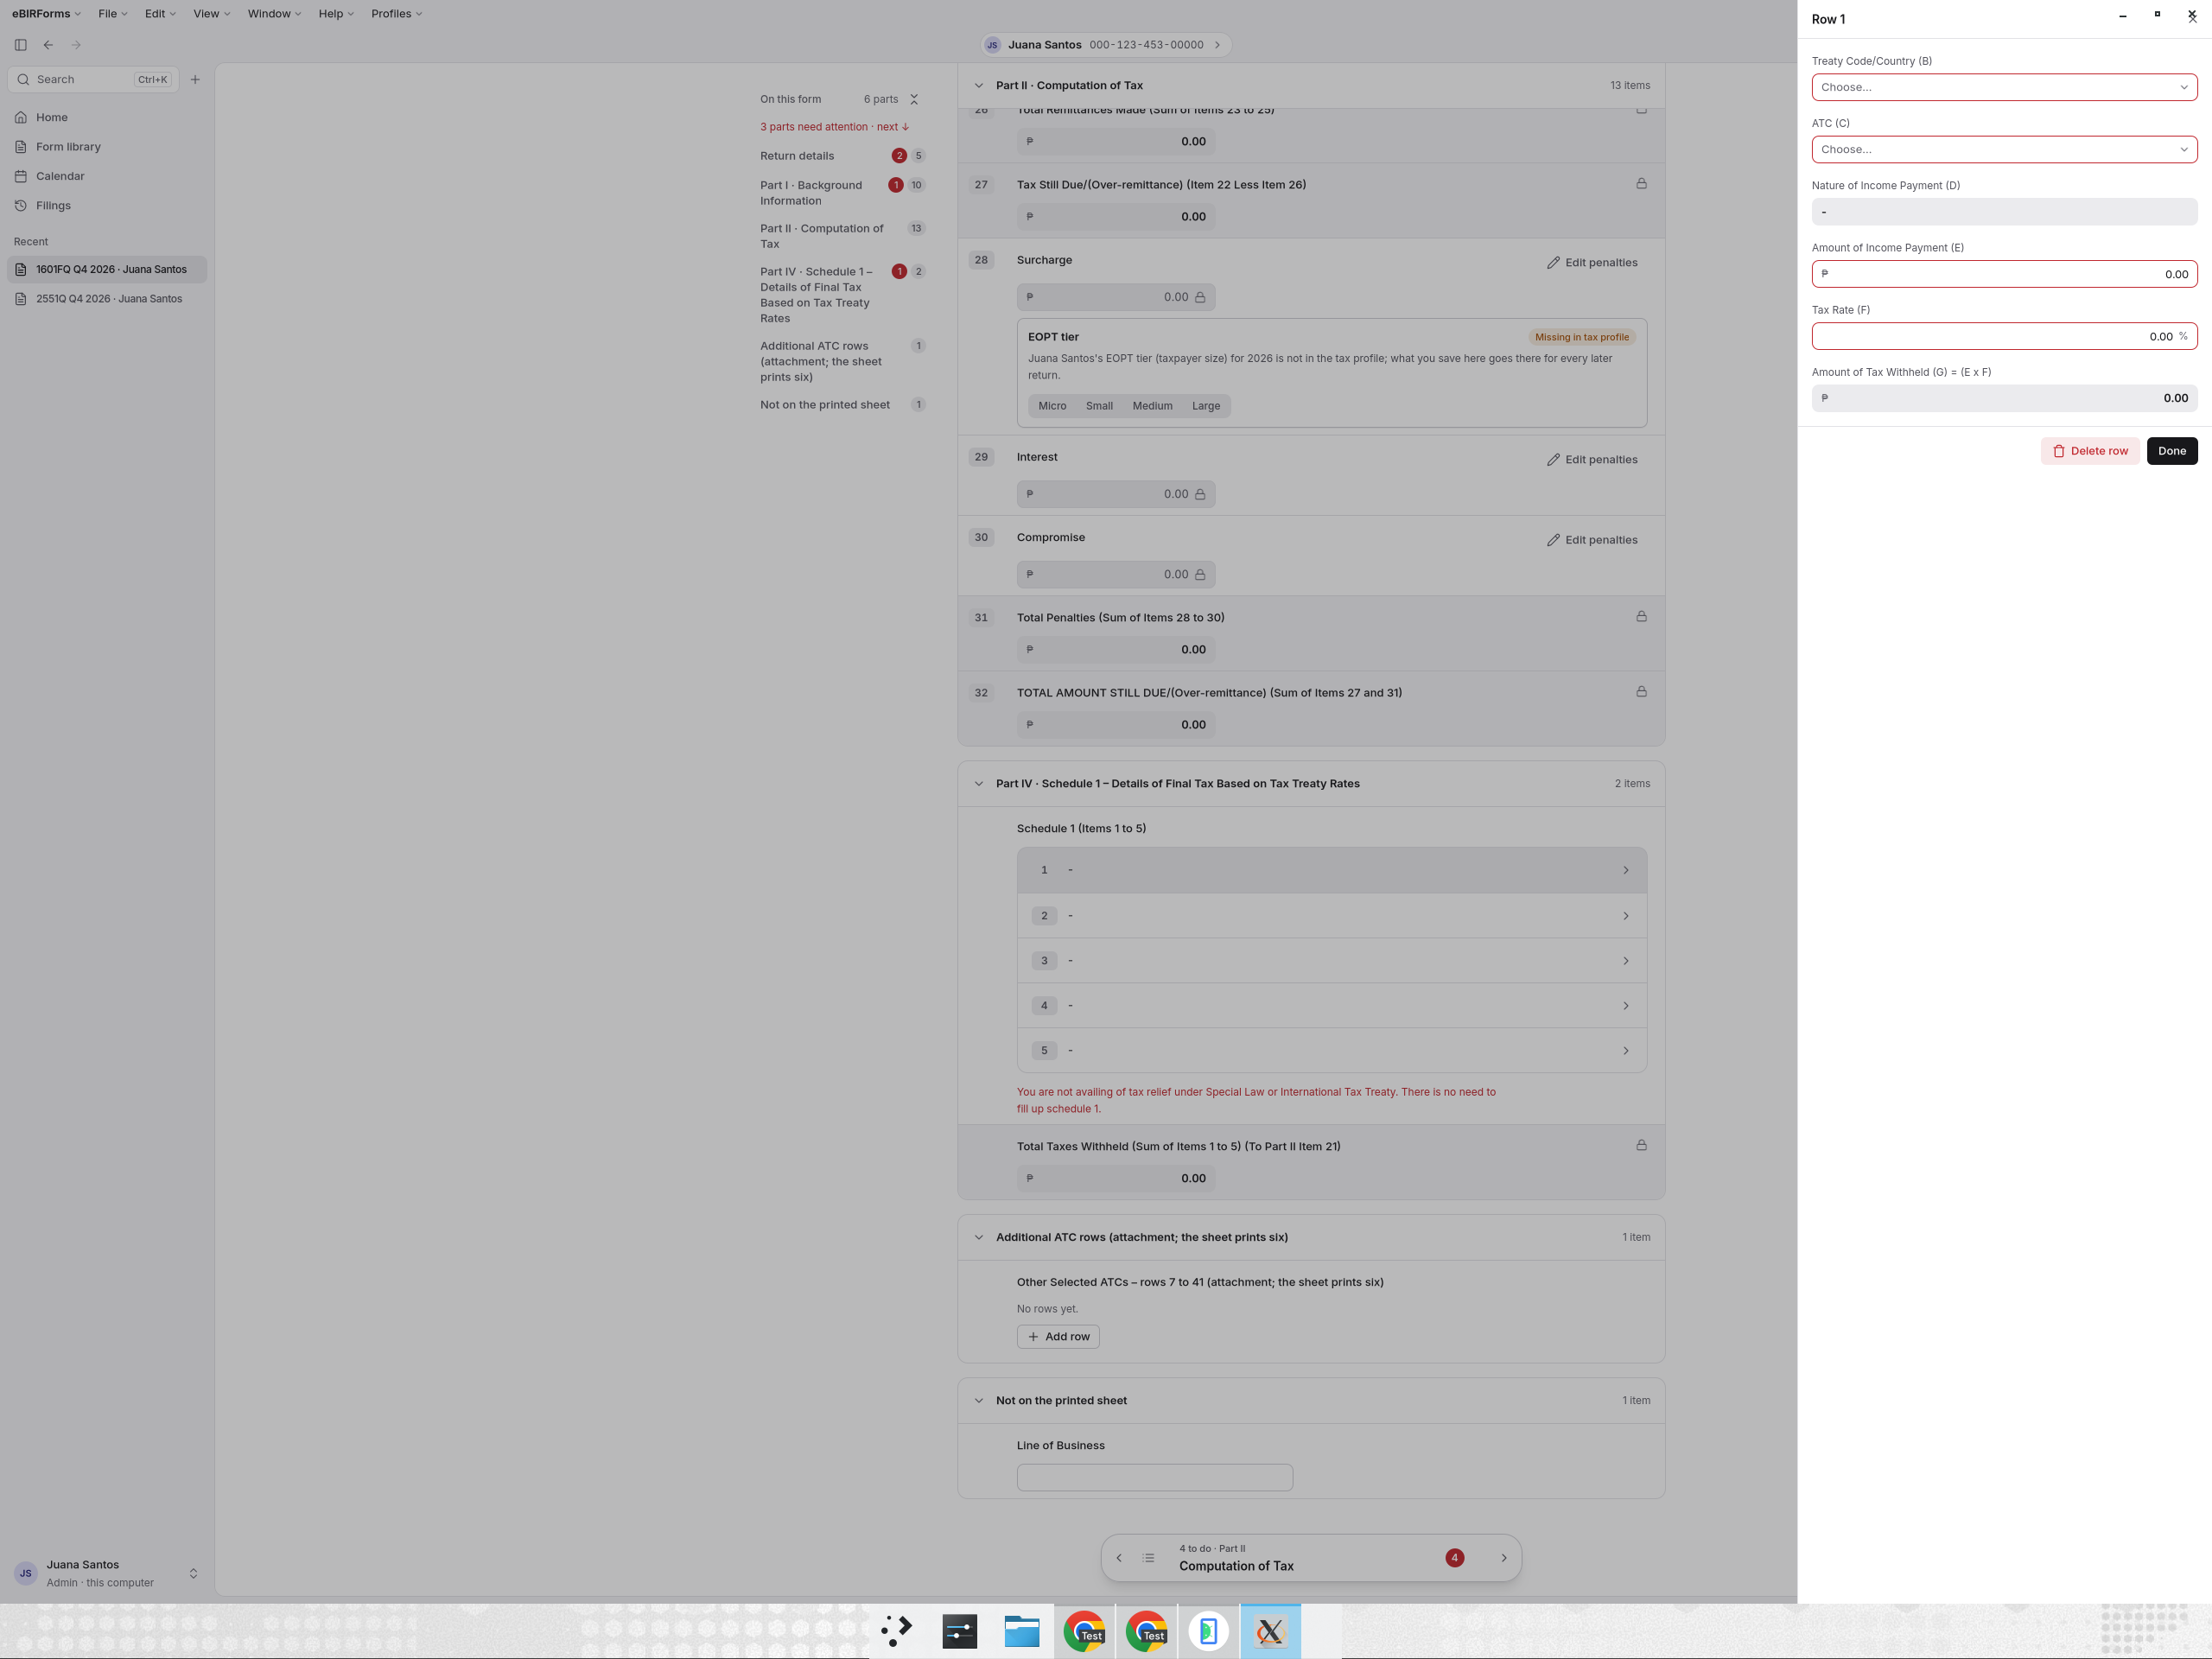 eBIRForms File Edit View Window Help Profiles
JS Juana Santos 000-123-453-00000
Search Ctrl+K
Home
Form library
Calendar
Filings
Recent
1601FQ Q4 2026 · Juana Santos
2551Q Q4 2026 · Juana Santos
JS Juana Santos
Admin · this computer
On this form 6 parts
3 parts need attention · next ↓
Return details 2 5
Part I · Background 1 10
Information
Part II · Computation of 13
Tax
Part IV · Schedule 1 – 1 2
Details of Final Tax
Based on Tax Treaty
Rates
Additional ATC rows 1
(attachment; the sheet
prints six)
Not on the printed sheet 1
Part II · Computation of Tax 13 items
26 Total Remittances Made (Sum of Items 23 to 25)
₱ 0.00
27 Tax Still Due/(Over-remittance) (Item 22 Less Item 26)
₱ 0.00
28 Surcharge Edit penalties
₱ 0.00
EOPT tier Missing in tax profile
Juana Santos's EOPT tier (taxpayer size) for 2026 is not in the tax profile; what you save here goes there for every later
return.
Micro Small Medium Large
29 Interest Edit penalties
₱ 0.00
30 Compromise Edit penalties
₱ 0.00
31 Total Penalties (Sum of Items 28 to 30)
₱ 0.00
32 TOTAL AMOUNT STILL DUE/(Over-remittance) (Sum of Items 27 and 31)
₱ 0.00
Part IV · Schedule 1 – Details of Final Tax Based on Tax Treaty Rates 2 items
Schedule 1 (Items 1 to 5)
1 -
2 -
3 -
4 -
5 -
You are not availing of tax relief under Special Law or International Tax Treaty. There is no need to
fill up schedule 1.
Total Taxes Withheld (Sum of Items 1 to 5) (To Part II Item 21)
₱ 0.00
Additional ATC rows (attachment; the sheet prints six) 1 item
Other Selected ATCs – rows 7 to 41 (attachment; the sheet prints six)
No rows yet.
Add row
Not on the printed sheet 1 item
Line of Business
4 to do · Part II
Computation of Tax 4
Row 1
Treaty Code/Country (B)
Choose...
ATC (C)
Choose...
Nature of Income Payment (D)
-
Amount of Income Payment (E)
₱ 0.00
Tax Rate (F)
0.00 %
Amount of Tax Withheld (G) = (E x F)
₱ 0.00
Delete row Done
Test Test